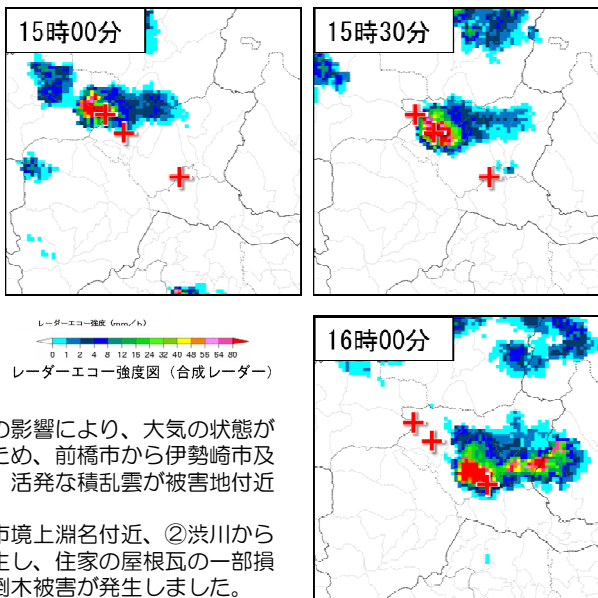 15時00分
15時30分
レーダーエコー強度 (mm/h)
0 1 2 4 8 12 16 24 32 40 48 56 64 80
レーダーエコー強度図（合成レーダー）
16時00分
の影響により、大気の状態が
ため、前橋市から伊勢崎市及
活発な積乱雲が被害地付近
市境上淵名付近、②渋川から
生し、住家の屋根瓦の一部損
倒木被害が発生しました。